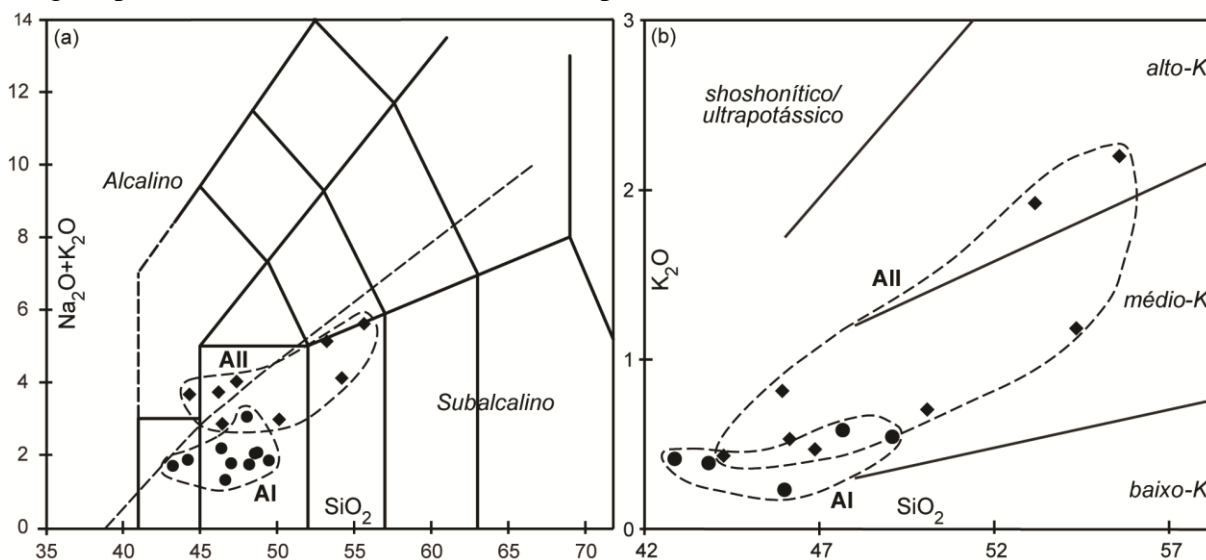 (a)
14
12
10
8
6
4
2
0
Na2O+K2O
Alcalino
AII
AI
Subalcalino
SiO2
35
40
45
50
55
60
65
70
(b)
3
2
1
0
K2O
shoshonítico/
ultrapotássico
alto-K
AII
médio-K
AI
baixo-K
SiO2
42
47
52
57